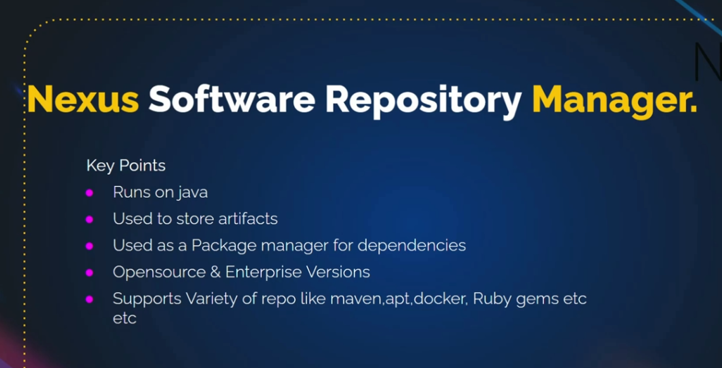 Nexus Software Repository Manager.
Key Points
Runs on java
Used to store artifacts
Used as a Package manager for dependencies
Opensource & Enterprise Versions
Supports Variety of repo like maven,apt,docker, Ruby gems etc
etc